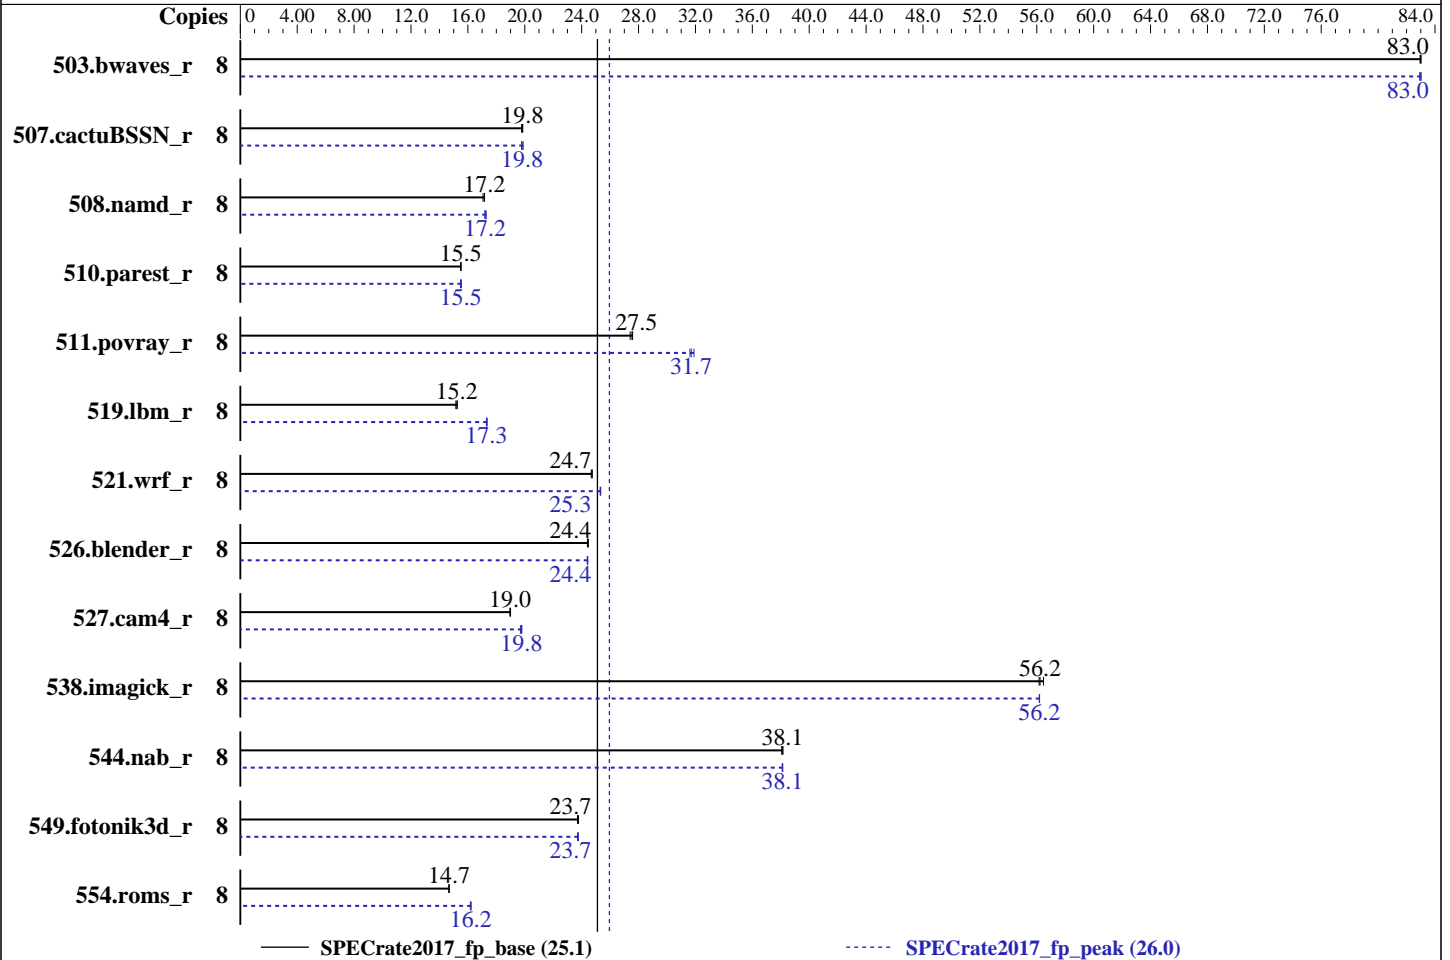 Copies 0 4.00 8.00 12.0 16.0 20.0 24.0 28.0 32.0 36.0 40.0 44.0 48.0 52.0 56.0 60.0 64.0 68.0 72.0 76.0 84.0
83.0
503.bwaves_r 8
83.0
19.8
507.cactuBSSN_r 8
19.8
17.2
508.namd_r 8
17.2
15.5
510.parest_r 8
15.5
27.5
511.povray_r 8
31.7
15.2
519.lbm_r 8
17.3
24.7
521.wrf_r 8
25.3
24.4
526.blender_r 8
24.4
19.0
527.cam4_r 8
19.8
56.2
538.imagick_r 8
56.2
38.1
544.nab_r 8
38.1
23.7
549.fotonik3d_r 8
23.7
14.7
554.roms_r 8
16.2
SPECrate2017_fp_base (25.1) SPECrate2017_fp_peak (26.0)